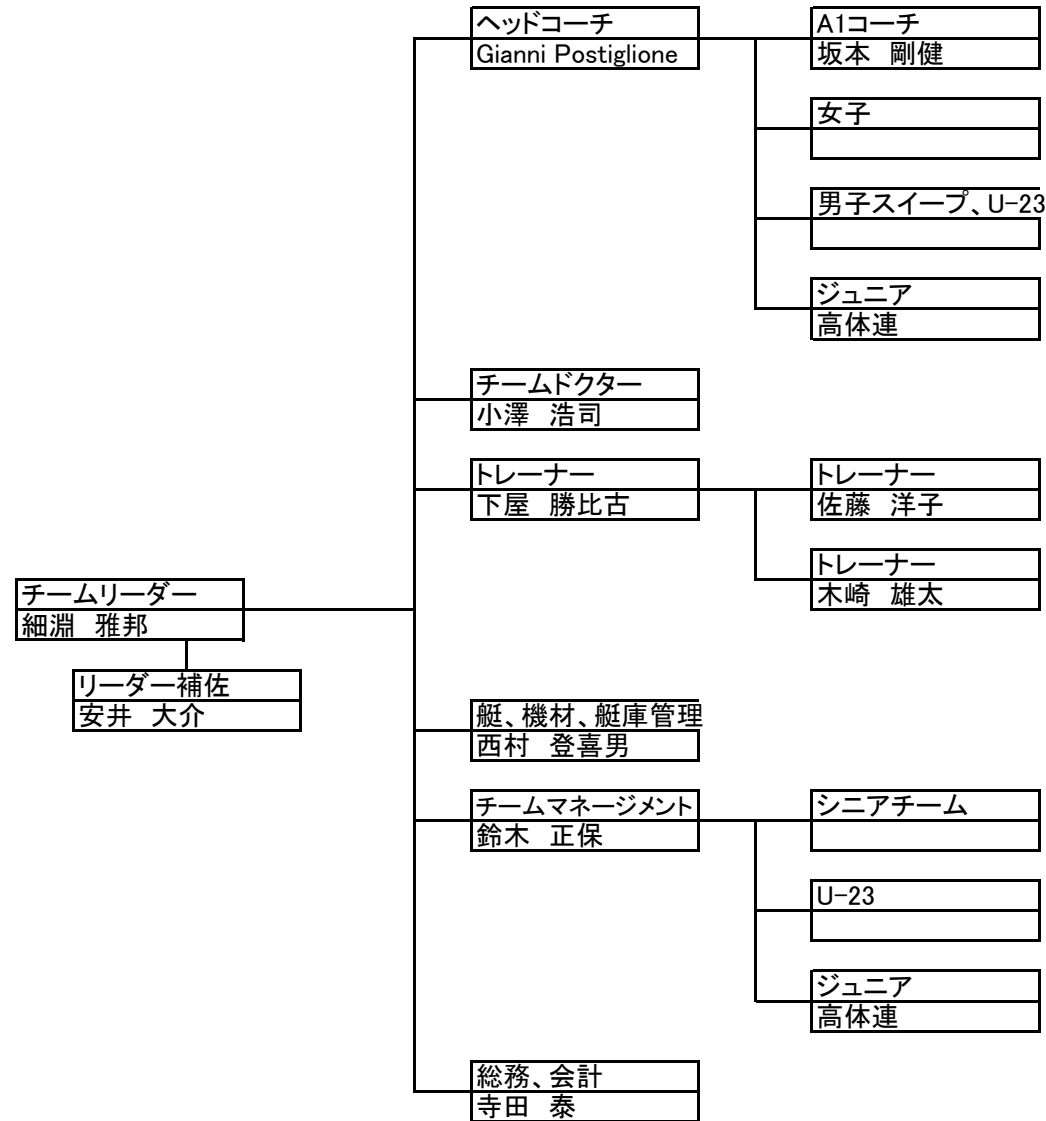 ヘッドコーチ
Gianni Postiglione
A1コーチ
坂本　剛健
女子
男子スイープ、U-23
ジュニア
高体連
チームドクター
小澤　浩司
トレーナー
下屋　勝比古
トレーナー
佐藤　洋子
トレーナー
木崎　雄太
チームリーダー
細淵　雅邦
リーダー補佐
安井　大介
艇、機材、艇庫管理
西村　登喜男
チームマネージメント
鈴木　正保
シニアチーム
U-23
ジュニア
高体連
総務、会計
寺田　泰